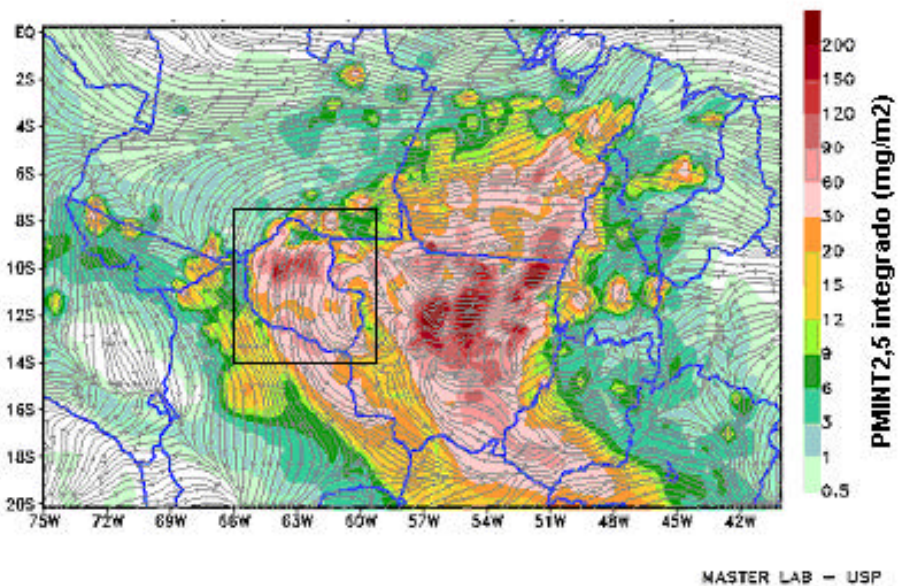 EQ
2S
4S
6S
8S
10S
12S
14S
16S
18S
20S
75W 72W 69W 66W 63W 60W 57W 54W 51W 48W 45W 42W
200
150
120
90
60
30
20
15
12
9
6
3
1
0.5
PMINT2,5 integrado (mg/m2)
MASTER LAB – USP